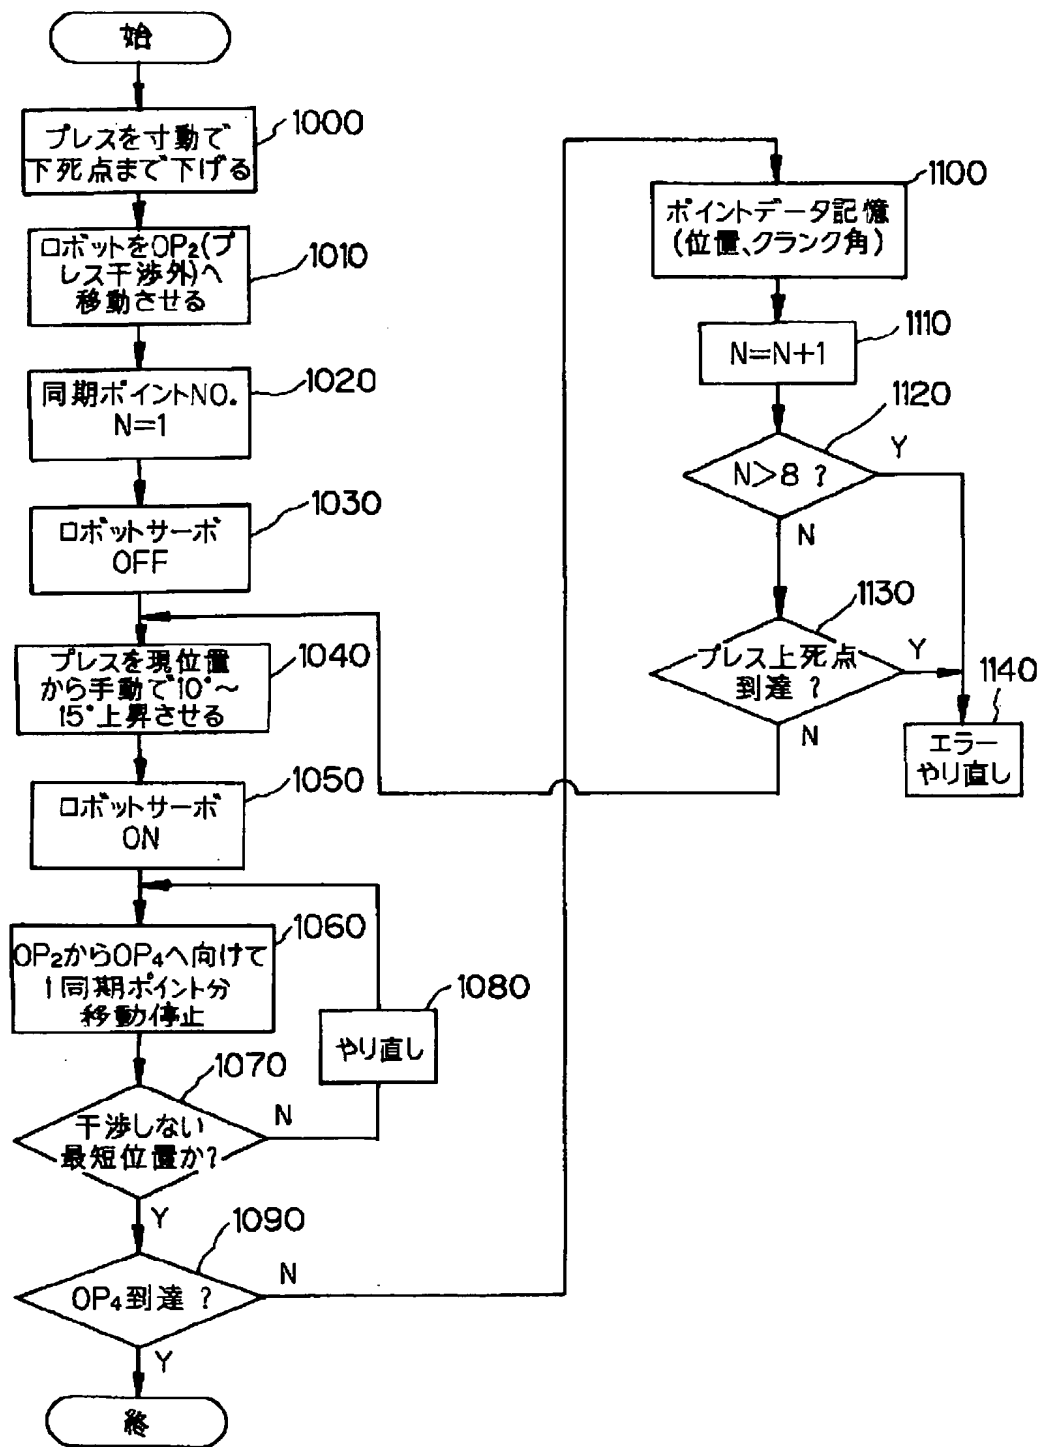 始
プレスを寸動で
下死点まで下げる
1000
ロボットをOP₂(プ
レス干渉外)へ
移動させる
1010
同期ポイントNO.
N=1
1020
ロボットサーボ
OFF
1030
プレスを現位置
から手動で10°~
15°上昇させる
1040
ロボットサーボ
ON
1050
OP₂からOP₄へ向けて
1同期ポイント分
移動停止
1060
干渉しない
最短位置か?
1070
N
Y
やり直し
1080
OP₄到達?
1090
N
Y
終
ポイントデータ記憶
(位置、クランク角)
1100
N=N+1
1110
N>8?
1120
Y
N
プレス上死点
到達?
1130
Y
N
エラー
やり直し
1140